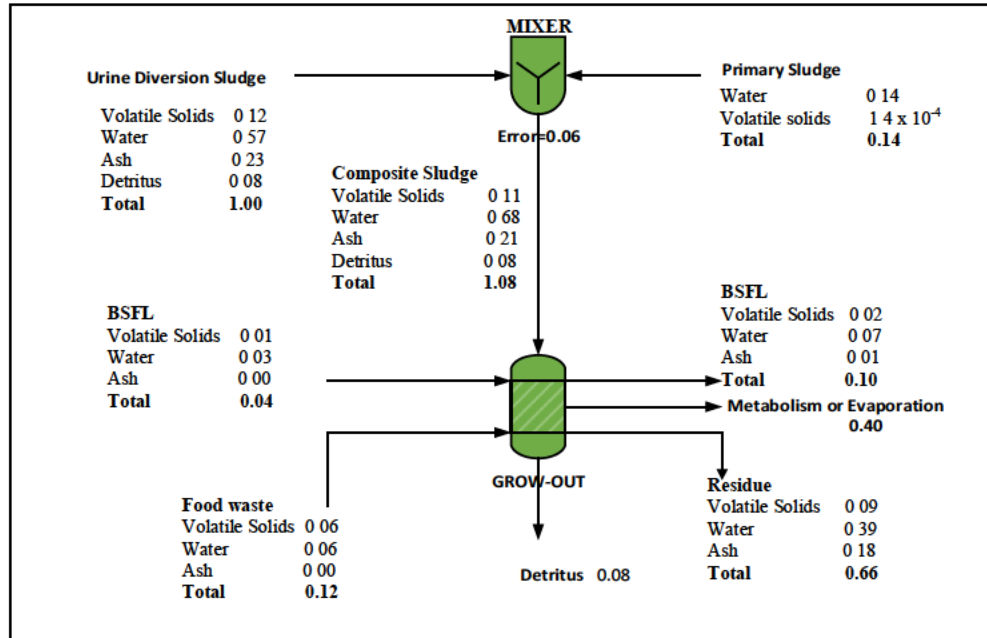 MIXER
Urine Diversion Sludge
Volatile Solids 0 12
Water 0 57
Ash 0 23
Detritus 0 08
Total 1.00
Primary Sludge
Water 0 14
Volatile solids 1 4 x 10⁻⁴
Total 0.14
Error=0.06
Composite Sludge
Volatile Solids 0 11
Water 0 68
Ash 0 21
Detritus 0 08
Total 1.08
BSFL
Volatile Solids 0 01
Water 0 03
Ash 0 00
Total 0.04
BSFL
Volatile Solids 0 02
Water 0 07
Ash 0 01
Total 0.10
Metabolism or Evaporation
0.40
GROW-OUT
Food waste
Volatile Solids 0 06
Water 0 06
Ash 0 00
Total 0.12
Detritus 0.08
Residue
Volatile Solids 0 09
Water 0 39
Ash 0 18
Total 0.66